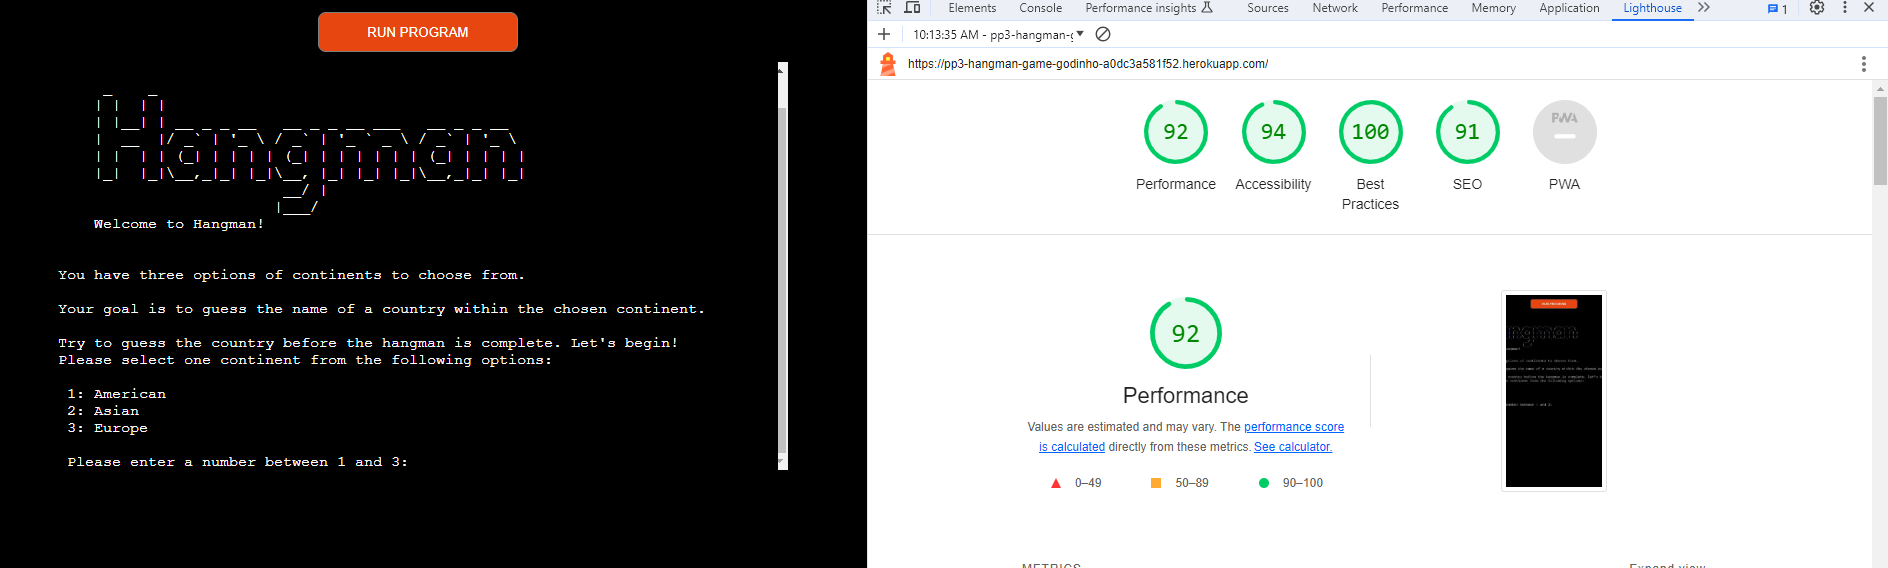 RUN PROGRAM
Hangman
Welcome to Hangman!
You have three options of continents to choose from.
Your goal is to guess the name of a country within the chosen continent.
Try to guess the country before the hangman is complete. Let's begin!
Please select one continent from the following options:
1: American
2: Asian
3: Europe
Please enter a number between 1 and 3:
Elements Console Performance insights Sources Network Performance Memory Application Lighthouse 1
10:13:35 AM - pp3-hangman-g
https://pp3-hangman-game-godinho-a0dc3a581f52.herokuapp.com/
92 94 100 91 PWA
Performance Accessibility Best Practices SEO PWA
92
Performance
Values are estimated and may vary. The performance score
is calculated directly from these metrics. See calculator.
0–49 50–89 90–100
METRICS Expand view